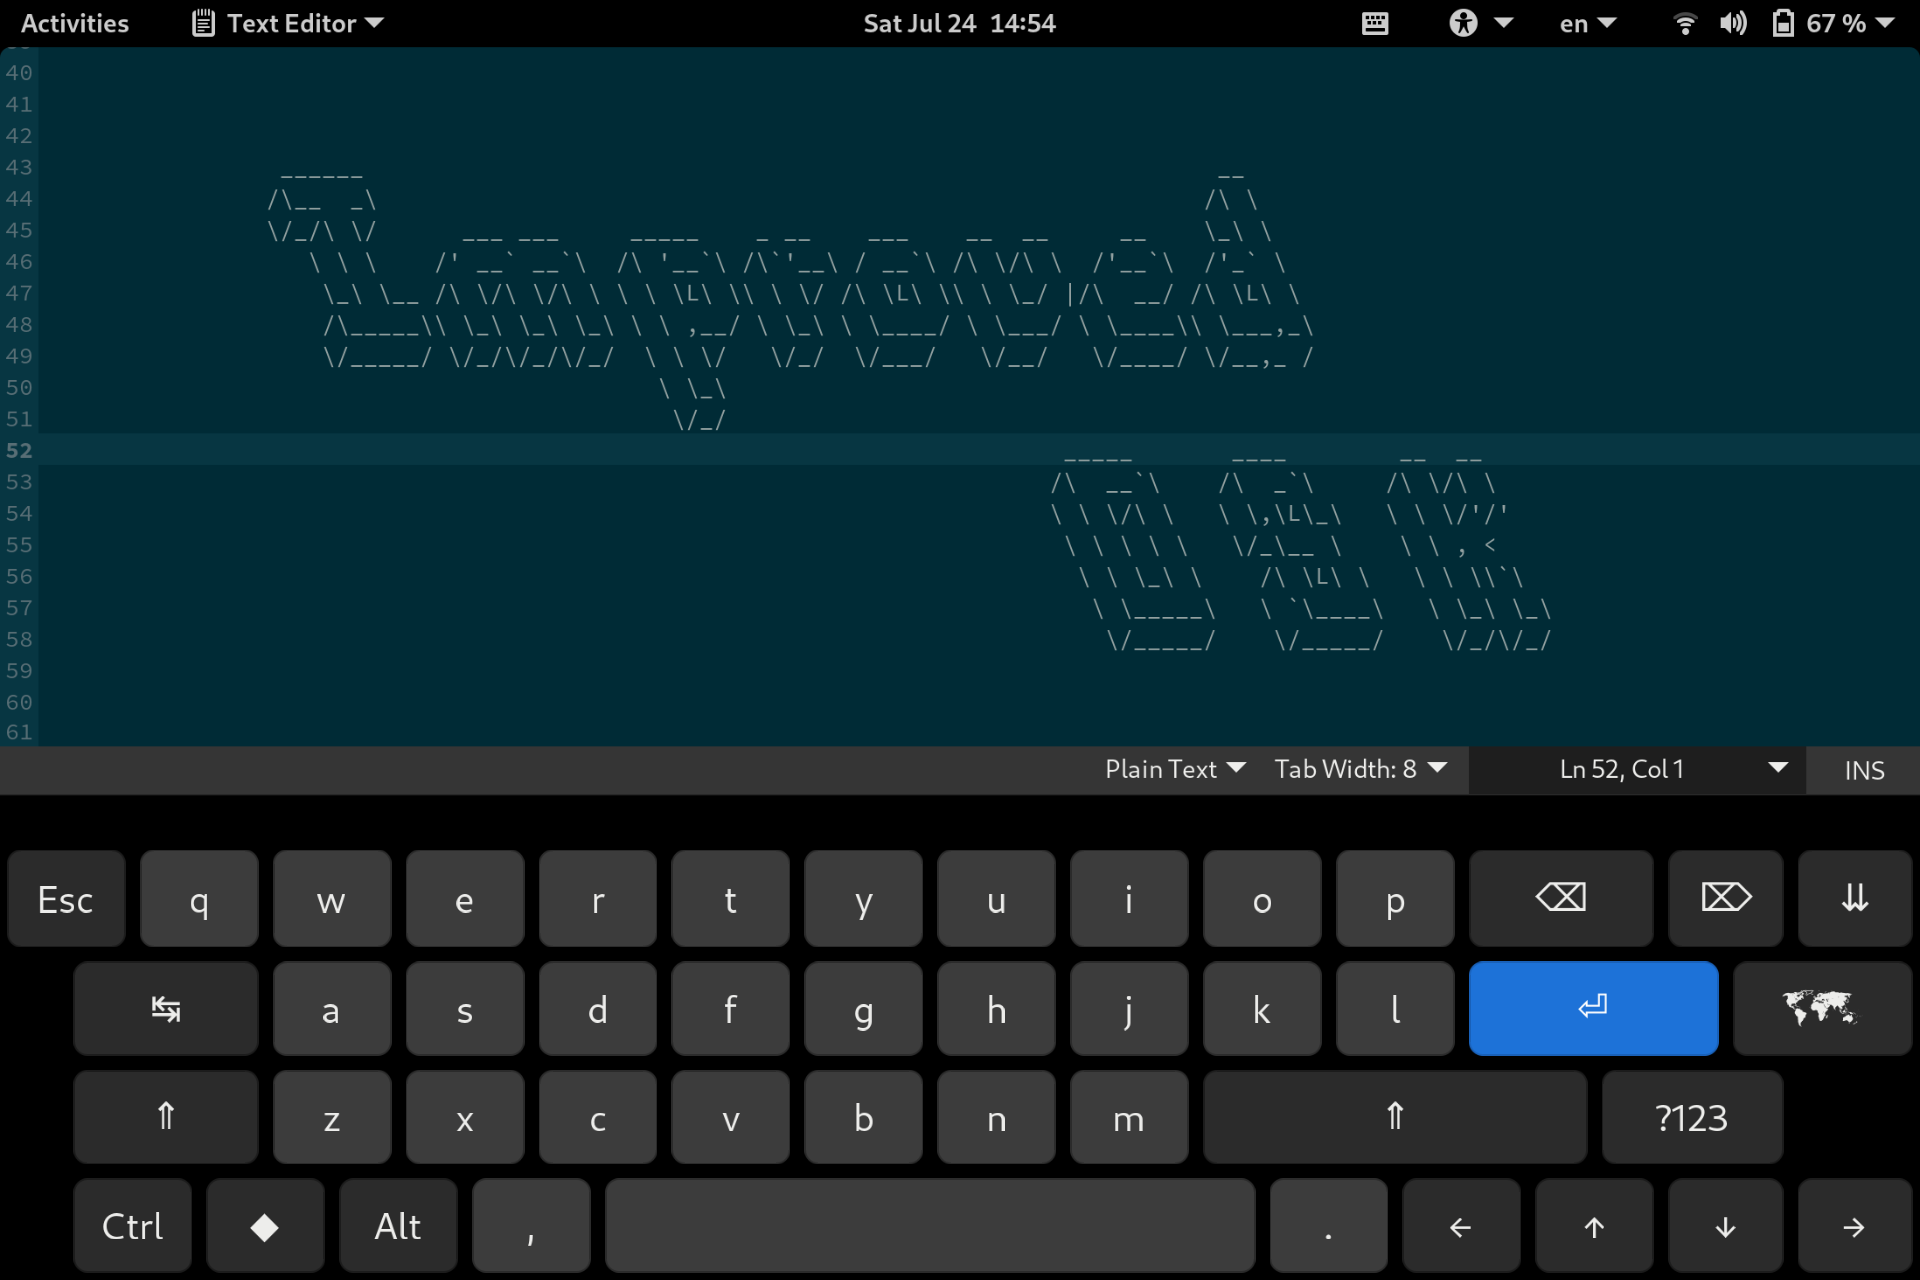 Activities Text Editor Sat Jul 24 14:54 en 67 %
40
41
42
43
44
45
46
47
48
49
50
51
52
53
54
55
56
57
58
59
60
61
Improved
OSK
Plain Text Tab Width: 8 Ln 52, Col 1 INS
Esc q w e r t y u i o p ⌫ ⌦ ⇊
↹ a s d f g h j k l ⏎
⇑ z x c v b n m ⇑ ?123
Ctrl ◆ Alt , . ← ↑ ↓ →